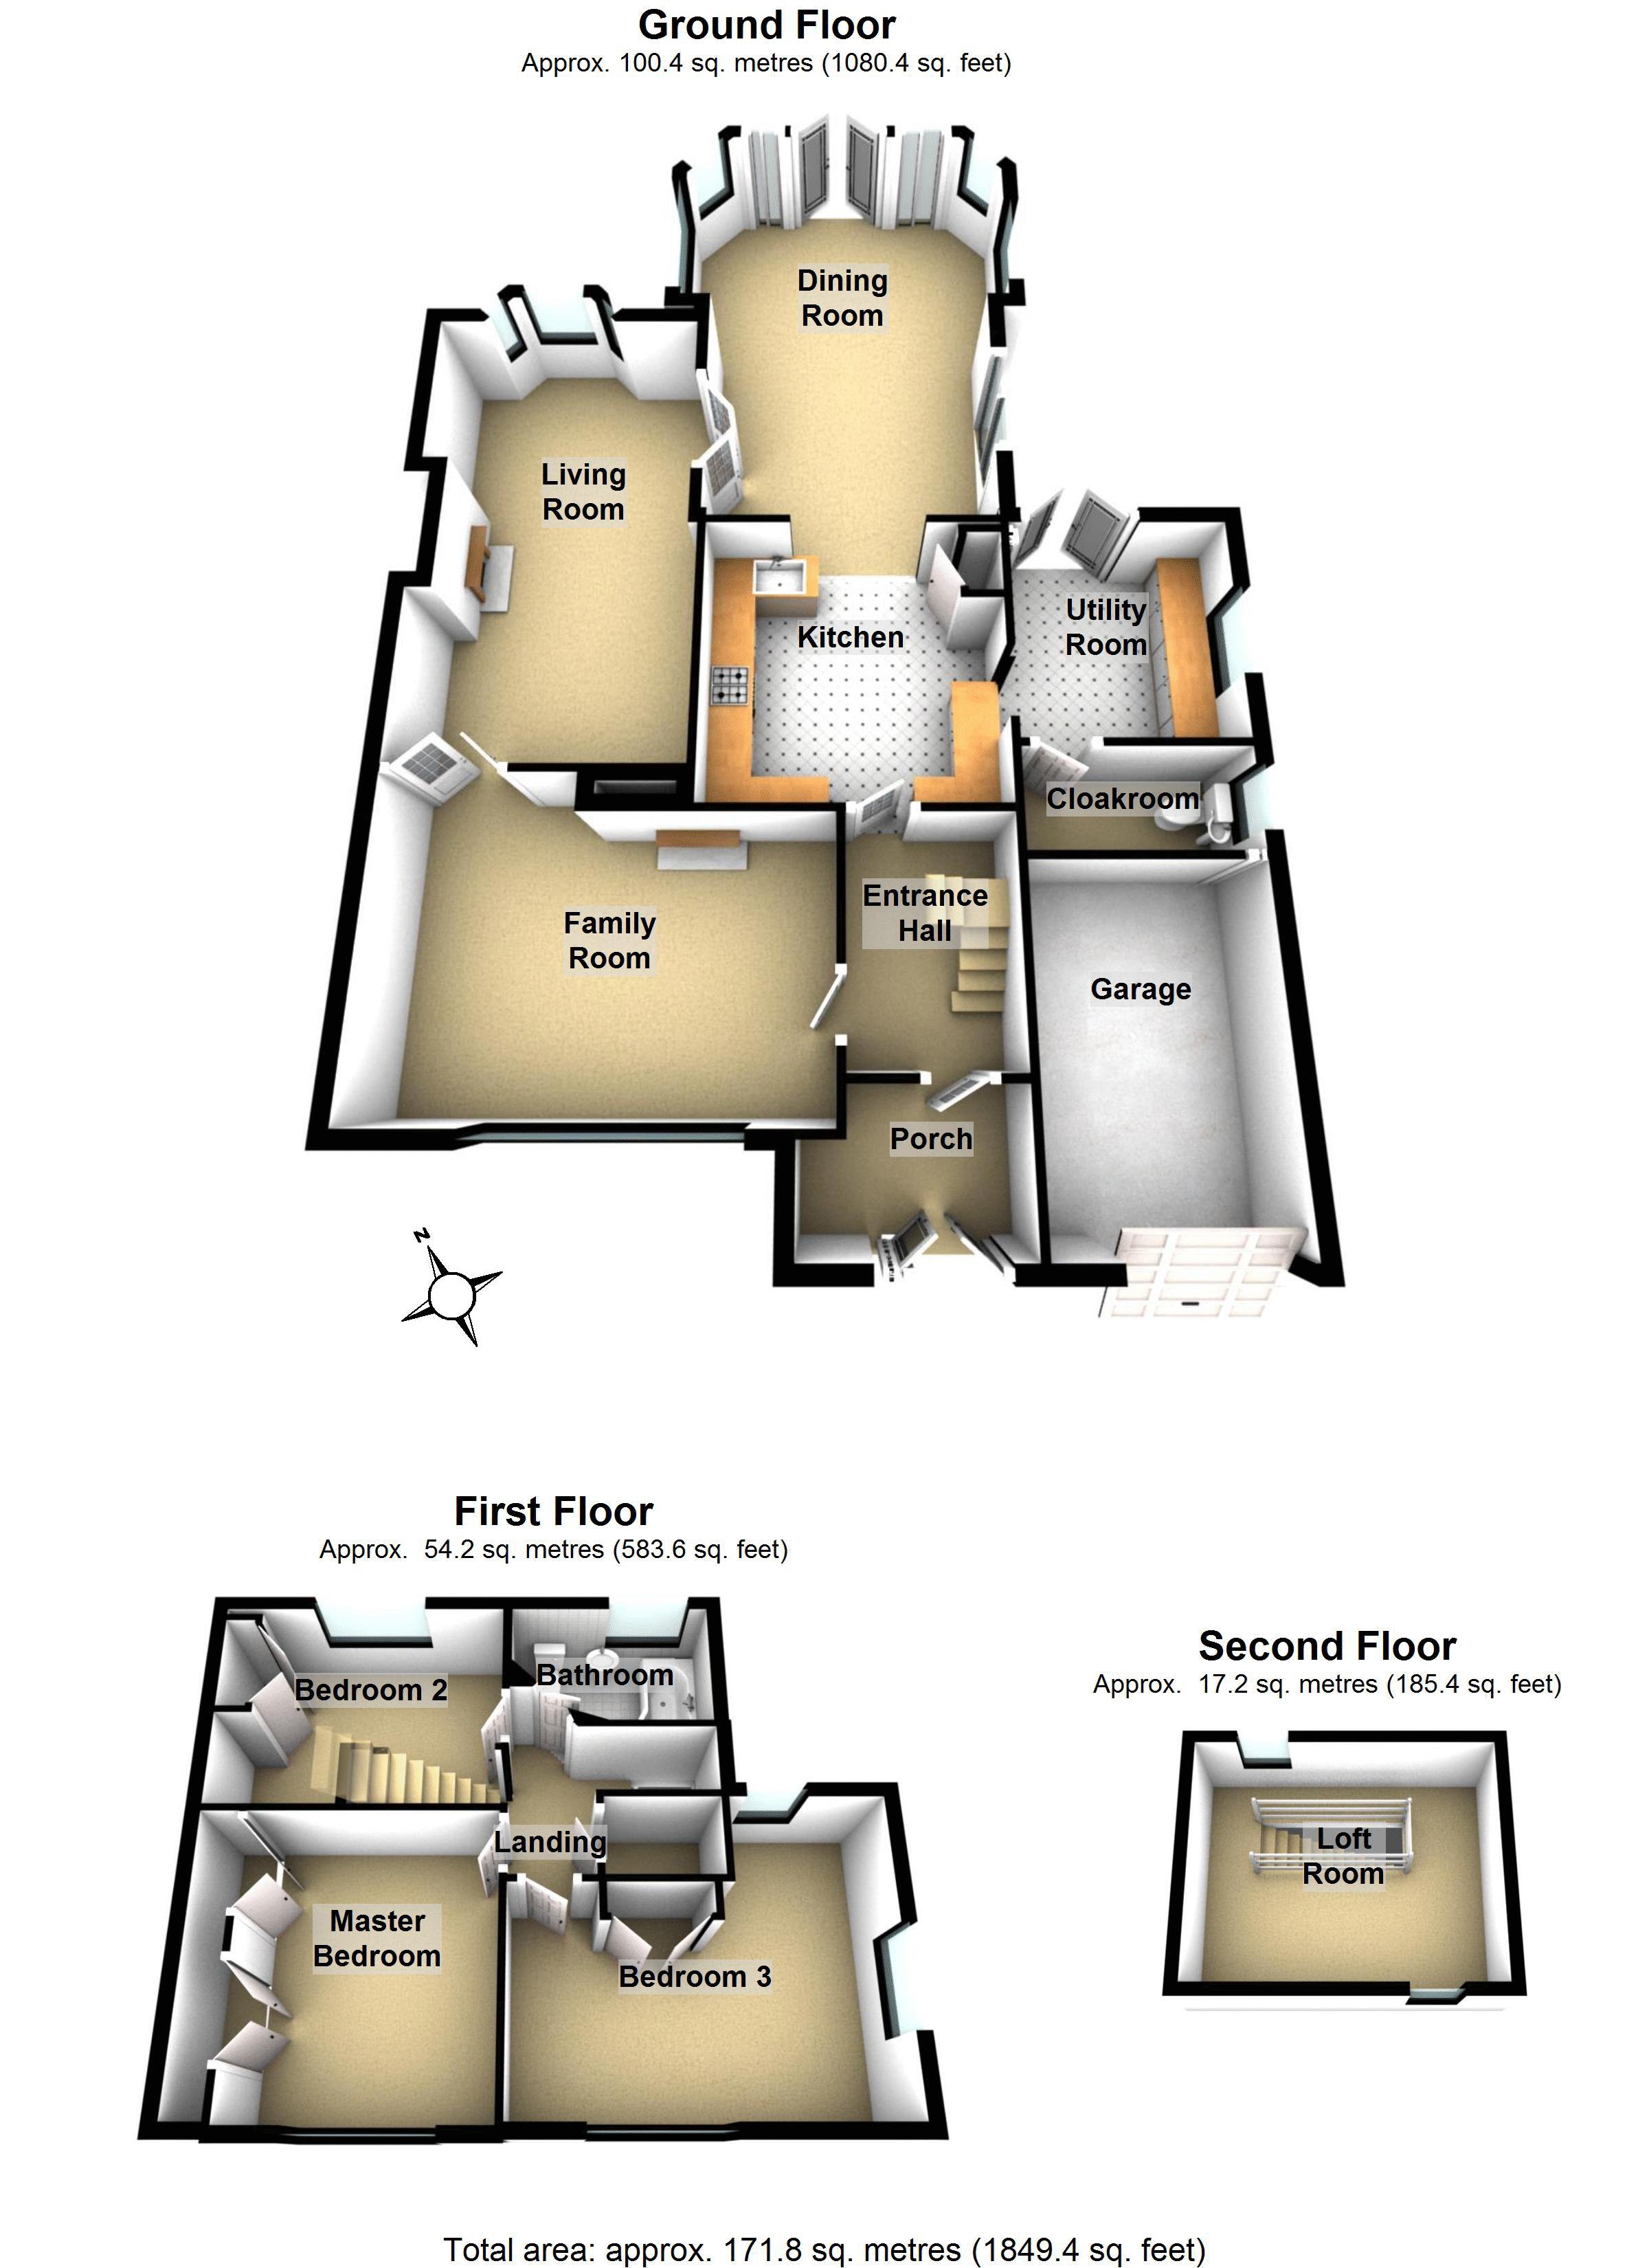 Ground Floor
Approx. 100.4 sq. metres (1080.4 sq. feet)
Dining
Room
Living
Room
Kitchen
Utility
Room
Cloakroom
Entrance
Hall
Family
Room
Garage
Porch
N
First Floor
Approx. 54.2 sq. metres (583.6 sq. feet)
Bedroom 2
Bathroom
Landing
Master
Bedroom
Bedroom 3
Second Floor
Approx. 17.2 sq. metres (185.4 sq. feet)
Loft
Room
Total area: approx. 171.8 sq. metres (1849.4 sq. feet)